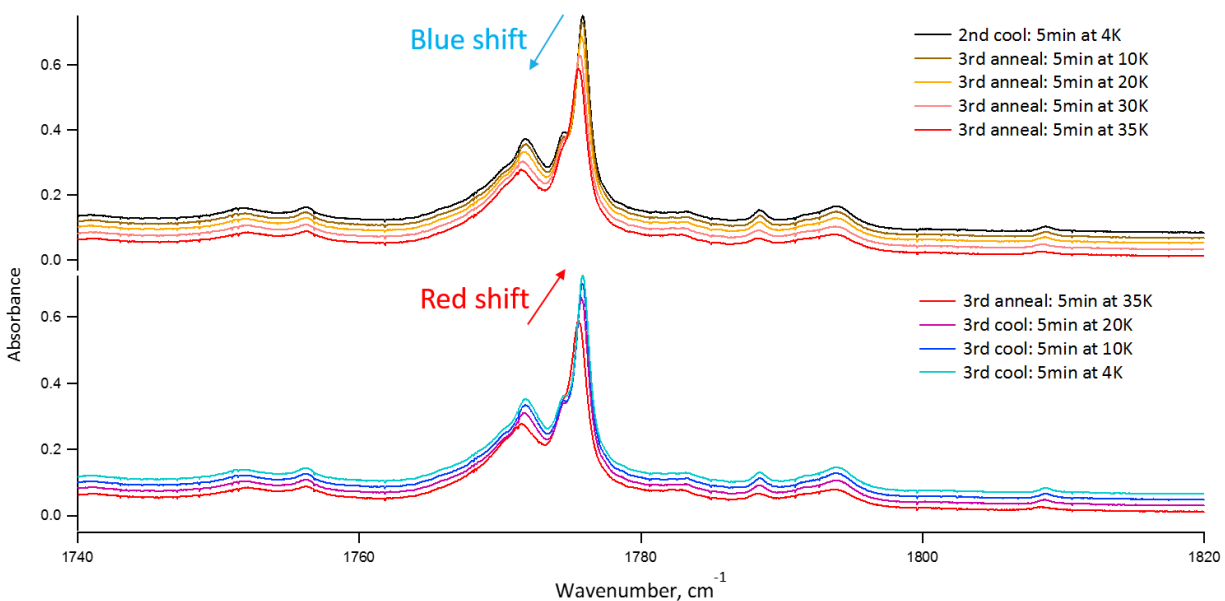 Blue shift
2nd cool: 5min at 4K
3rd anneal: 5min at 10K
3rd anneal: 5min at 20K
3rd anneal: 5min at 30K
3rd anneal: 5min at 35K
0.6
0.4
0.2
0.0
Absorbance
Red shift
3rd anneal: 5min at 35K
3rd cool: 5min at 20K
3rd cool: 5min at 10K
3rd cool: 5min at 4K
0.6
0.4
0.2
0.0
1740
1760
1780
1800
1820
Wavenumber, cm⁻¹